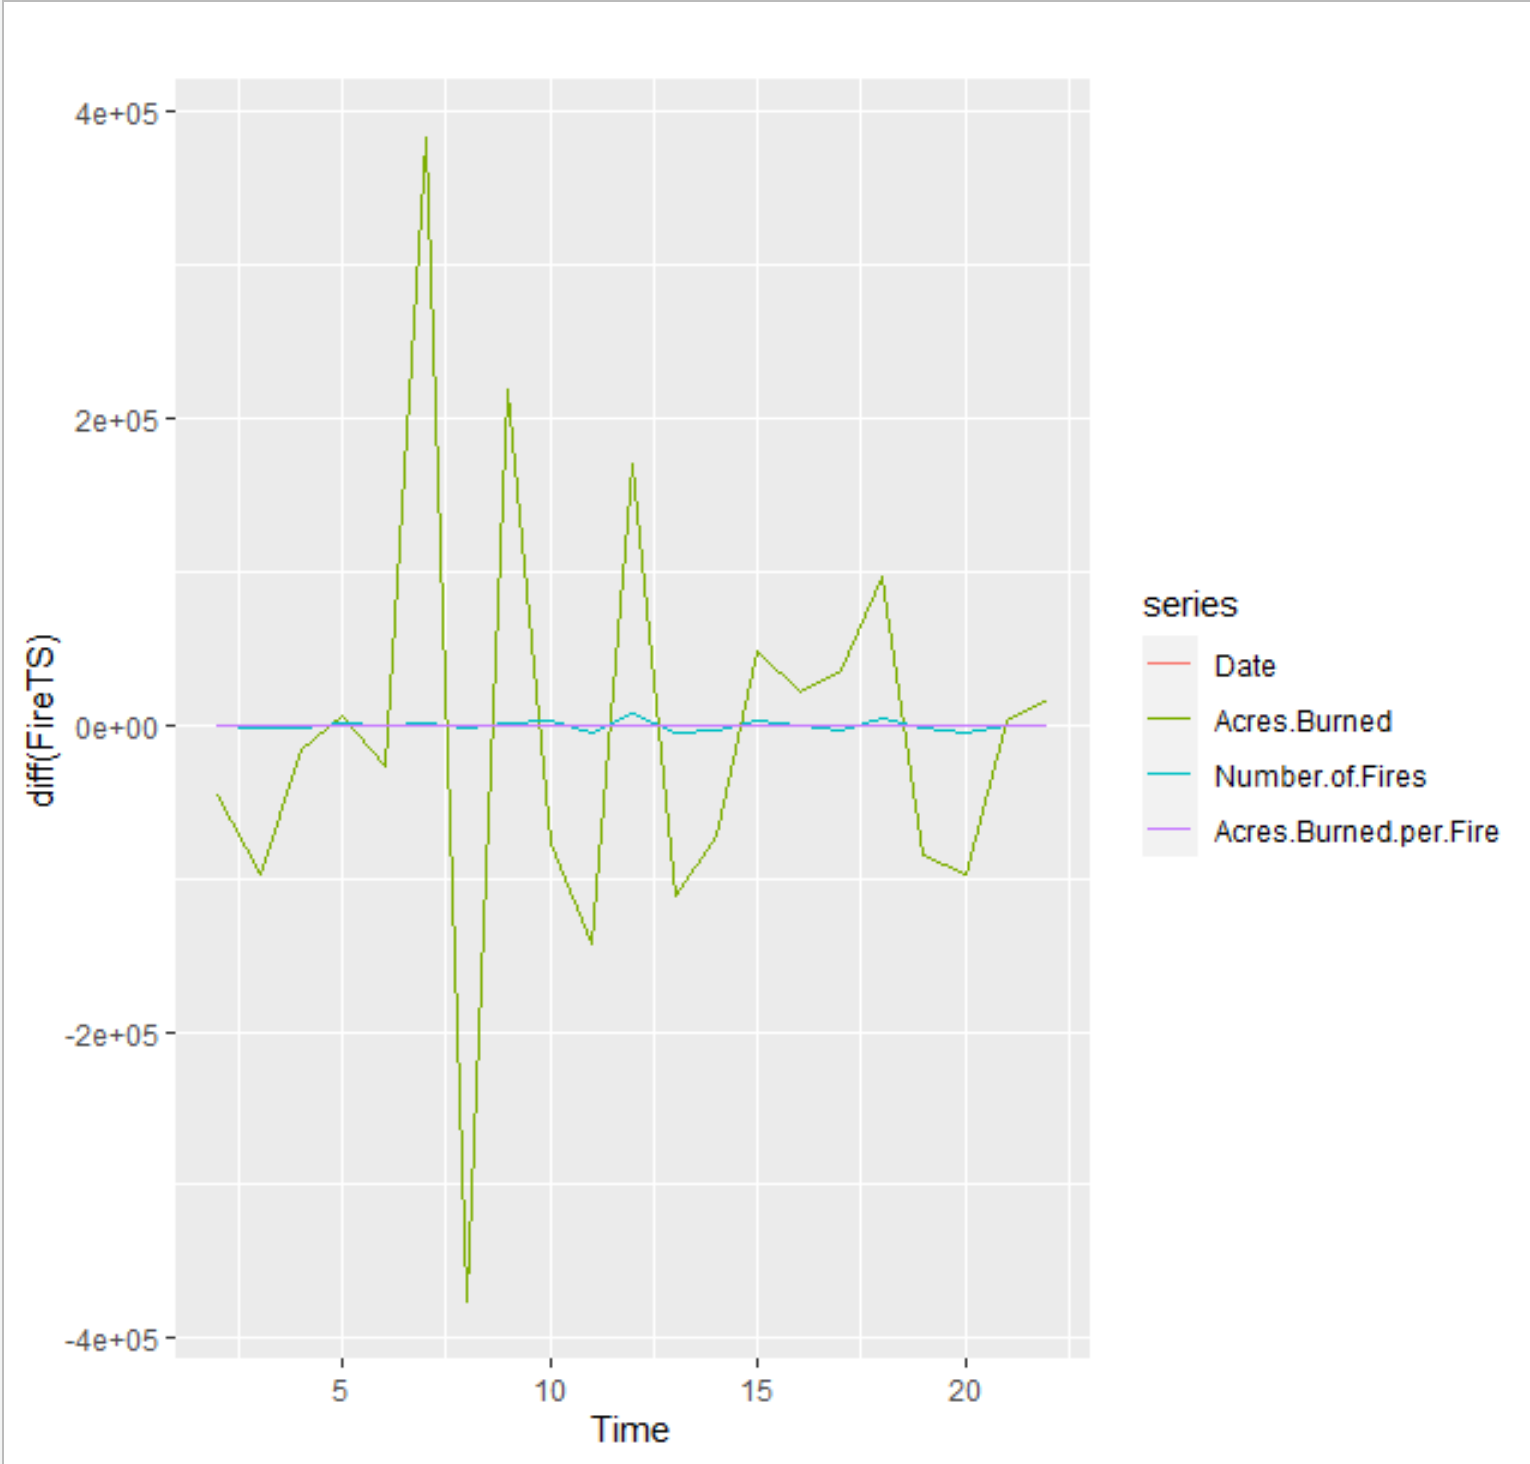 4e+05
2e+05
0e+00
-2e+05
-4e+05
diff(FireTS)
5 10 15 20
Time
series
Date
Acres.Burned
Number.of.Fires
Acres.Burned.per.Fire